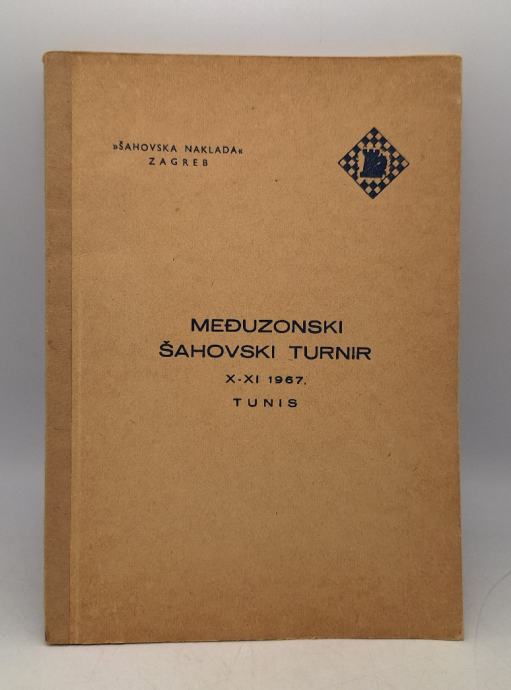 »ŠAHOVSKA NAKLADA«
ZAGREB
MEĐUZONSKI
ŠAHOVSKI TURNIR
X-XI 1967.
TUNIS